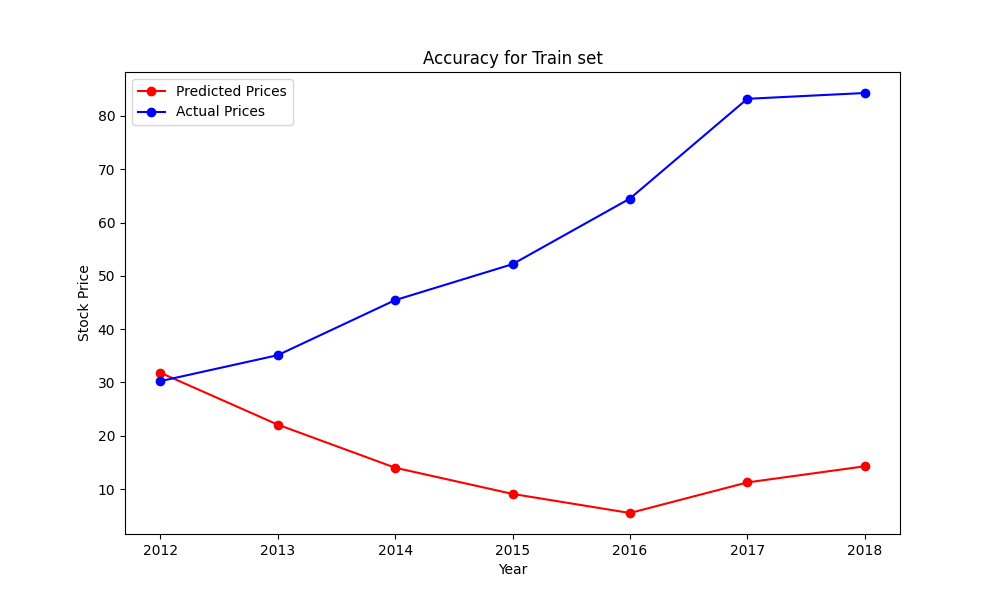 Accuracy for Train set
Predicted Prices
Actual Prices
80
70
60
50
40
30
20
10
Stock Price
2012 2013 2014 2015 2016 2017 2018
Year